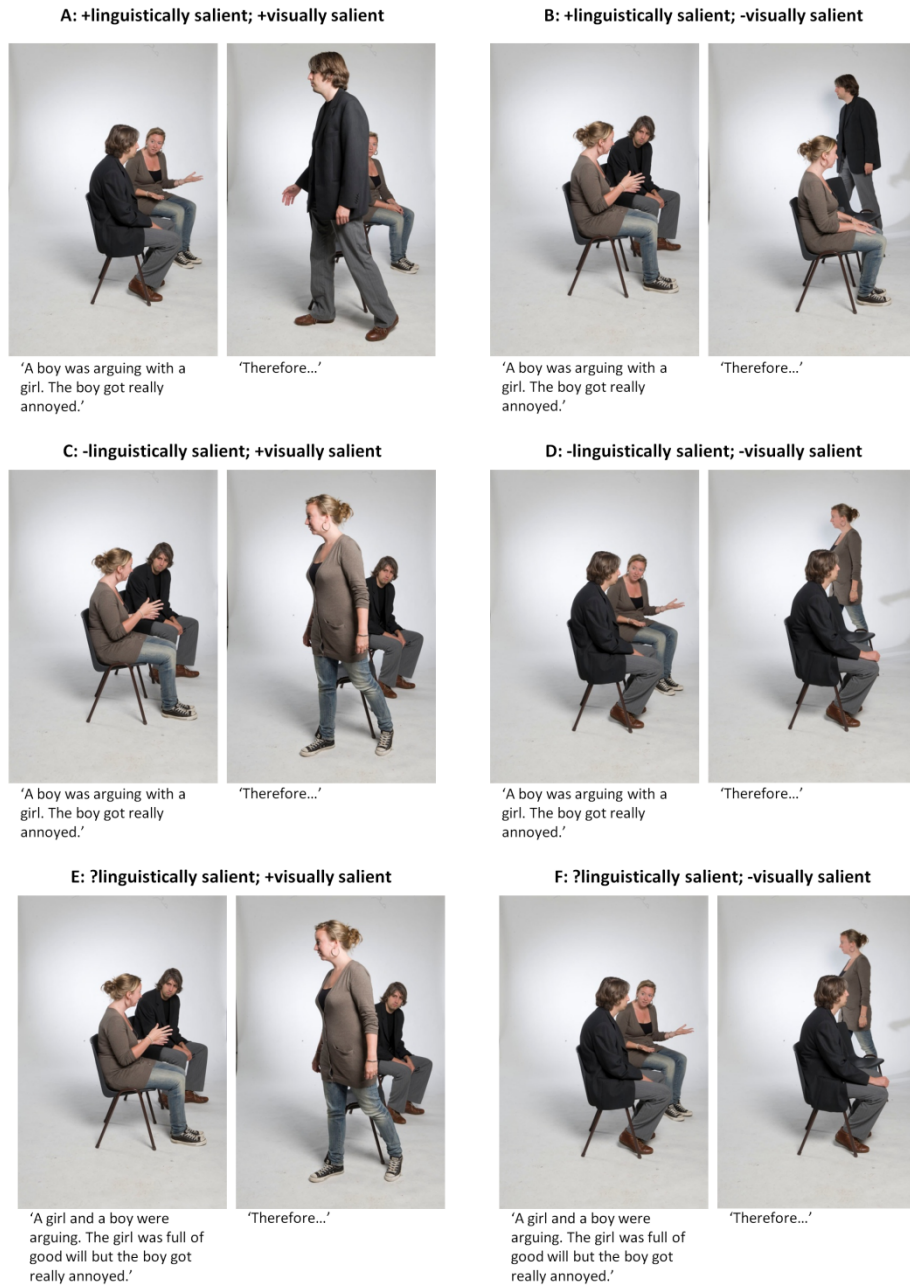 A: +linguistically salient; +visually salient
B: +linguistically salient; -visually salient
‘A boy was arguing with a
girl. The boy got really
annoyed.’
‘Therefore…’
‘A boy was arguing with a
girl. The boy got really
annoyed.’
‘Therefore…’
C: -linguistically salient; +visually salient
D: -linguistically salient; -visually salient
‘A boy was arguing with a
girl. The boy got really
annoyed.’
‘Therefore…’
‘A boy was arguing with a
girl. The boy got really
annoyed.’
‘Therefore…’
E: ?linguistically salient; +visually salient
F: ?linguistically salient; -visually salient
‘A girl and a boy were
arguing. The girl was full of
good will but the boy got
really annoyed.’
‘Therefore…’
‘A girl and a boy were
arguing. The girl was full of
good will but the boy got
really annoyed.’
‘Therefore…’